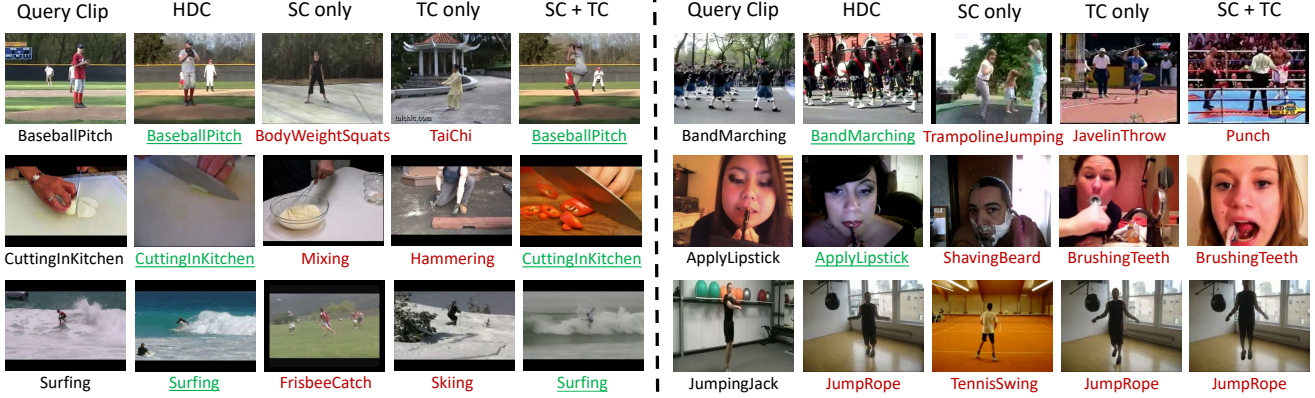 Query Clip HDC SC only TC only SC + TC
BaseballPitch BaseballPitch BodyWeightSquats TaiChi BaseballPitch
CuttingInKitchen CuttingInKitchen Mixing Hammering CuttingInKitchen
Surfing Surfing FrisbeeCatch Skiing Surfing
Query Clip HDC SC only TC only SC + TC
BandMarching BandMarching TrampolineJumping JavelinThrow Punch
ApplyLipstick ApplyLipstick ShavingBeard BrushingTeeth BrushingTeeth
JumpingJack JumpRope TennisSwing JumpRope JumpRope